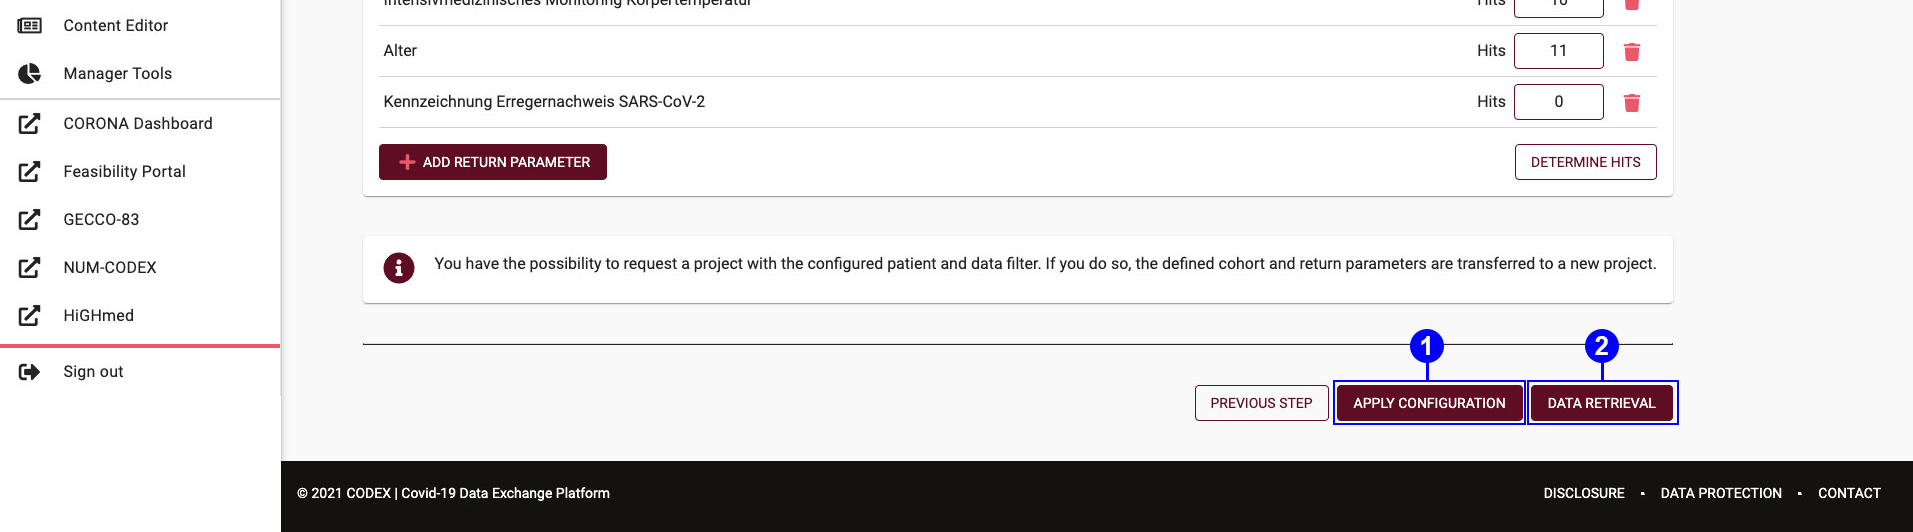 Content Editor
Manager Tools
CORONA Dashboard
Feasibility Portal
GECCO-83
NUM-CODEX
HiGHmed
Sign out
Intensivmedizinisches Monitoring Körpertemperatur Hits 10
Alter Hits 11
Kennzeichnung Erregernachweis SARS-CoV-2 Hits 0
ADD RETURN PARAMETER DETERMINE HITS
You have the possibility to request a project with the configured patient and data filter. If you do so, the defined cohort and return parameters are transferred to a new project.
1 2
PREVIOUS STEP APPLY CONFIGURATION DATA RETRIEVAL
© 2021 CODEX | Covid-19 Data Exchange Platform DISCLOSURE • DATA PROTECTION • CONTACT